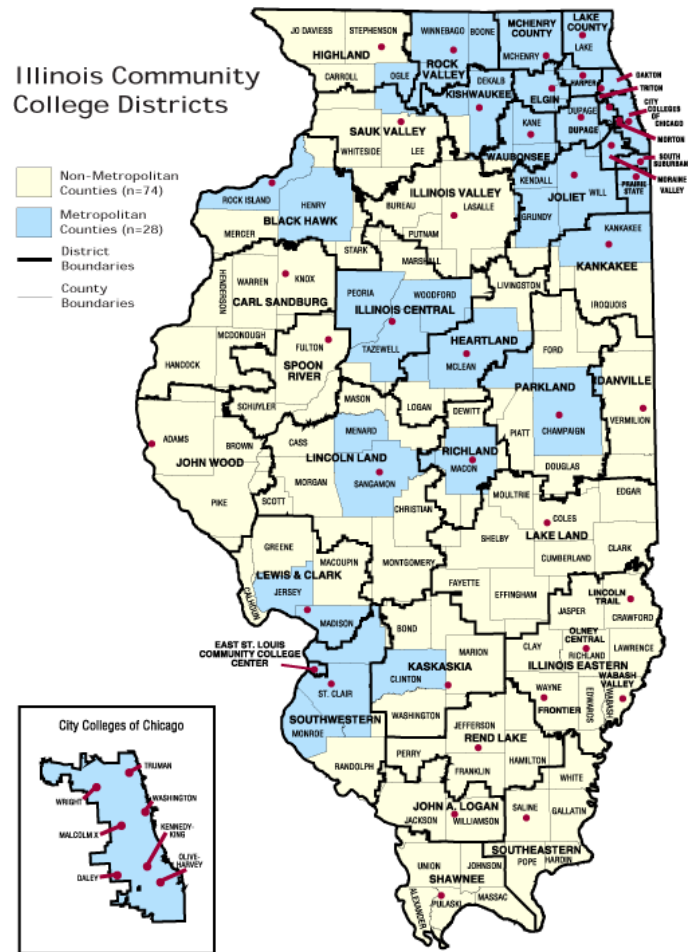 Illinois Community
College Districts
Non-Metropolitan
Counties (n=74)
Metropolitan
Counties (n=28)
District
Boundaries
County
Boundaries
JO DAVIESS
STEPHENSON
HIGHLAND
CARROLL
OGLE
WINNEBAGO
BOONE
ROCK
VALLEY
MCHENRY
COUNTY
MCHENRY
LAKE
COUNTY
LAKE
DEKALB
KISHWAUKEE
ELGIN
HARPER
OAKTON
TRITON
CITY
COLLEGES
OF
CHICAGO
KANE
DUPAGE
DUPAGE
MORTON
SOUTH
SUBURBAN
MORAINE
VALLEY
PRAIRIE
STATE
SAUK VALLEY
WHITESIDE
LEE
WAUBONSEE
KENDALL
WILL
JOLIET
GRUNDY
ROCK ISLAND
HENRY
BLACK HAWK
MERCER
ILLINOIS VALLEY
BUREAU
LASALLE
PUTNAM
STARK
MARSHALL
KANKAKEE
KANKAKEE
IROQUOIS
LIVINGSTON
HENDERSON
WARREN
KNOX
CARL SANDBURG
PEORIA
WOODFORD
ILLINOIS CENTRAL
TAZEWELL
HEARTLAND
MCLEAN
FORD
MCDONOUGH
FULTON
HANCOCK
SPOON
RIVER
SCHUYLER
MASON
LOGAN
DEWITT
PARKLAND
CHAMPAIGN
PIATT
DOUGLAS
DANVILLE
VERMILION
ADAMS
BROWN
JOHN WOOD
PIKE
CASS
MENARD
LINCOLN LAND
MORGAN
SANGAMON
SCOTT
CHRISTIAN
RICHLAND
MACON
MOULTRIE
EDGAR
COLES
LAKE LAND
SHELBY
CUMBERLAND
CLARK
GREENE
MACOUPIN
MONTGOMERY
LEWIS & CLARK
JERSEY
CALHOUN
MADISON
FAYETTE
EFFINGHAM
JASPER
LINCOLN
TRAIL
CRAWFORD
BOND
EAST ST. LOUIS
COMMUNITY COLLEGE
CENTER
ST. CLAIR
SOUTHWESTERN
MONROE
RANDOLPH
MARION
KASKASKIA
CLINTON
WASHINGTON
CLAY
OLNEY
CENTRAL
RICHLAND
LAWRENCE
ILLINOIS EASTERN
WABASH
VALLEY
WAYNE
FRONTIER
EDWARDS
WABASH
JEFFERSON
REND LAKE
PERRY
FRANKLIN
HAMILTON
WHITE
JOHN A. LOGAN
JACKSON
WILLIAMSON
SALINE
GALLATIN
SOUTHEASTERN
POPE
HARDIN
UNION
JOHNSON
SHAWNEE
ALEXANDER
PULASKI
MASSAC
City Colleges of Chicago
TRUMAN
WRIGHT
WASHINGTON
MALCOLM X
KENNEDY-
KING
OLIVE-
HARVEY
DALEY